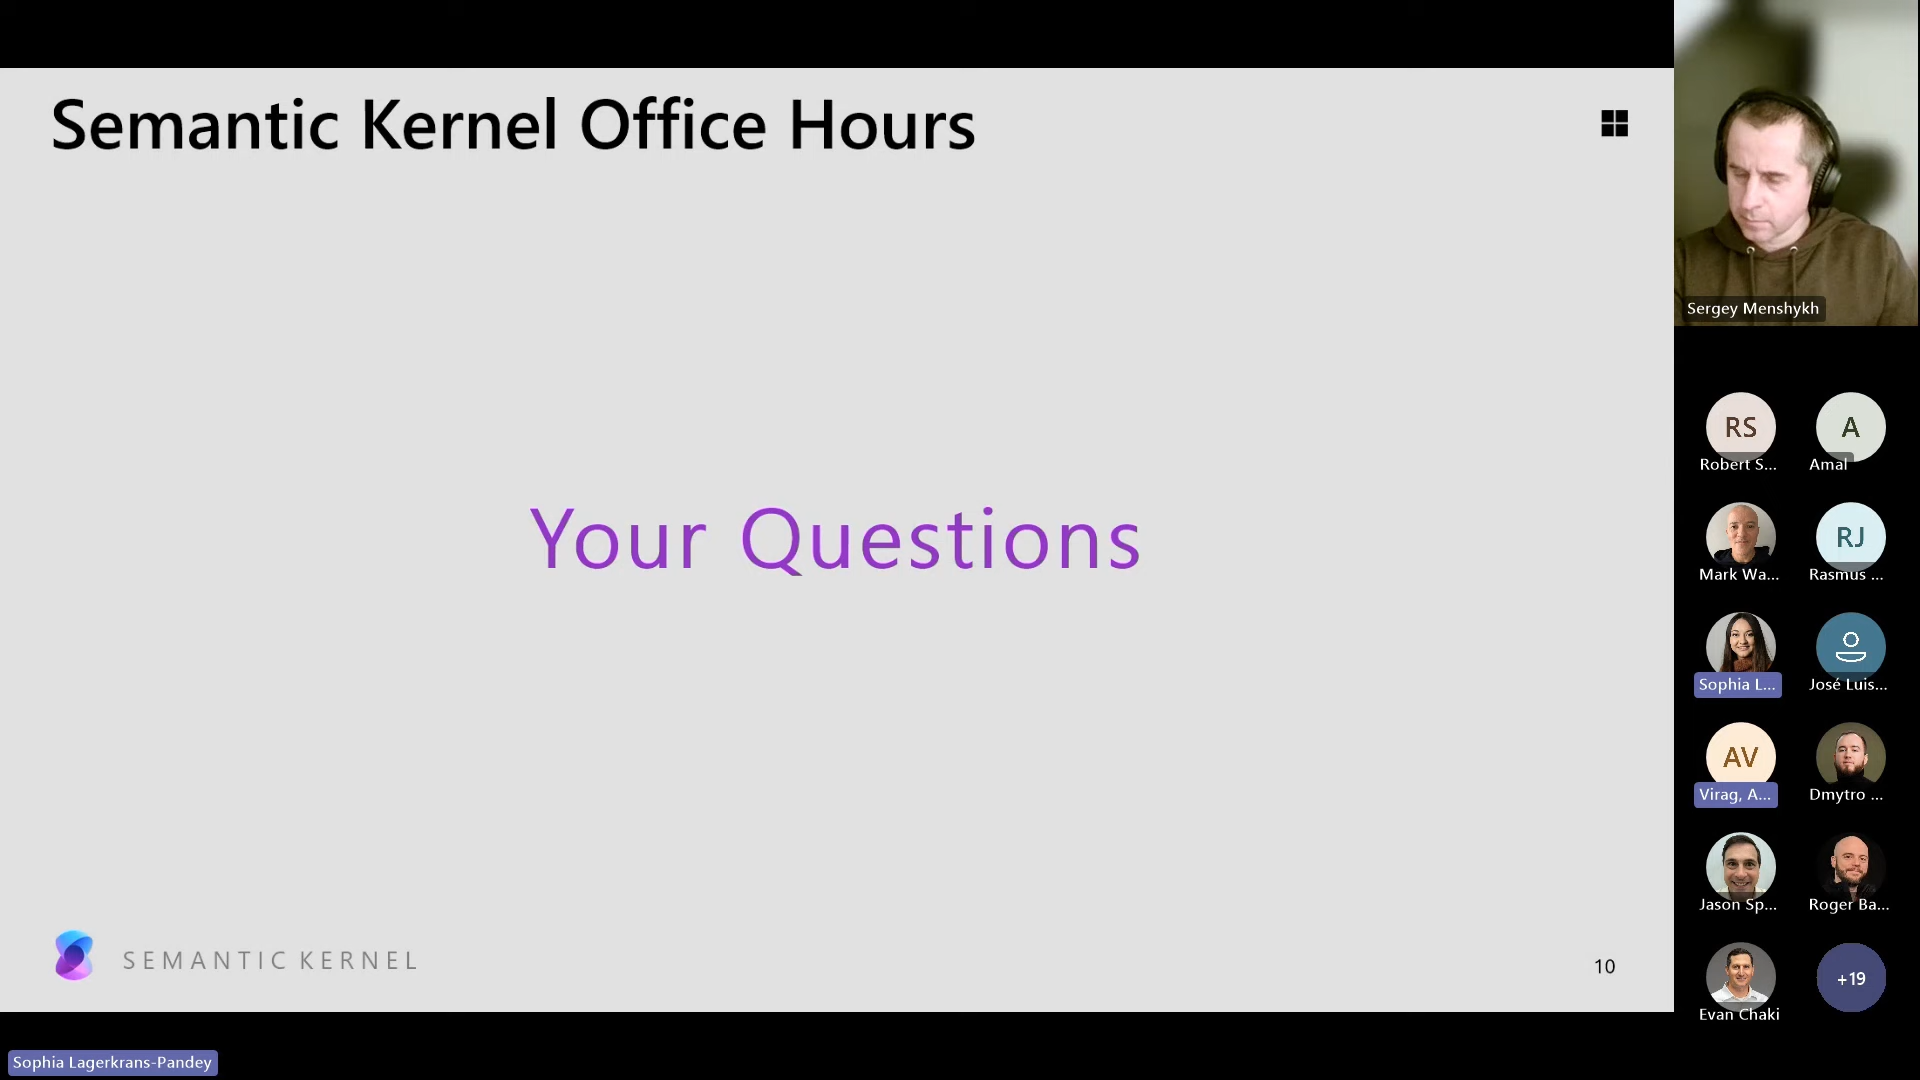 Semantic Kernel Office Hours
Your Questions
SEMANTIC KERNEL
10
Sophia Lagerkrans-Pandey
Sergey Menshykh
RS
Robert S...
A
Amal
Mark Wa...
RJ
Rasmus ...
Sophia L...
José Luis...
AV
Virag, A...
Dmytro ...
Jason Sp...
Roger Ba...
Evan Chaki
+19